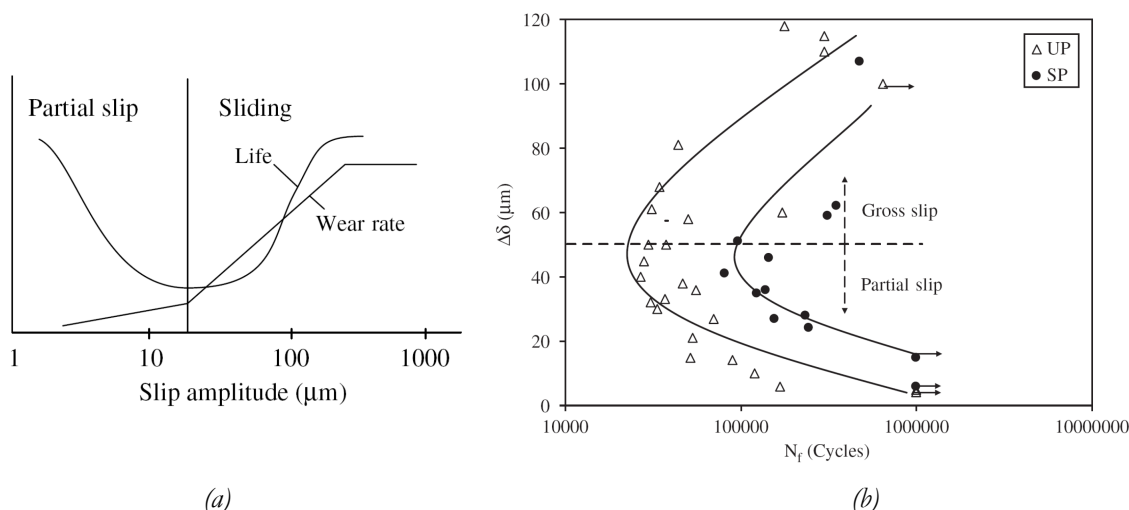 Partial slip
Sliding
Life
Wear rate
1
10
100
1000
Slip amplitude (μm)
(a)
120
100
80
60
40
20
0
Δδ (μm)
UP
SP
Gross slip
Partial slip
10000
100000
1000000
10000000
Nf (Cycles)
(b)